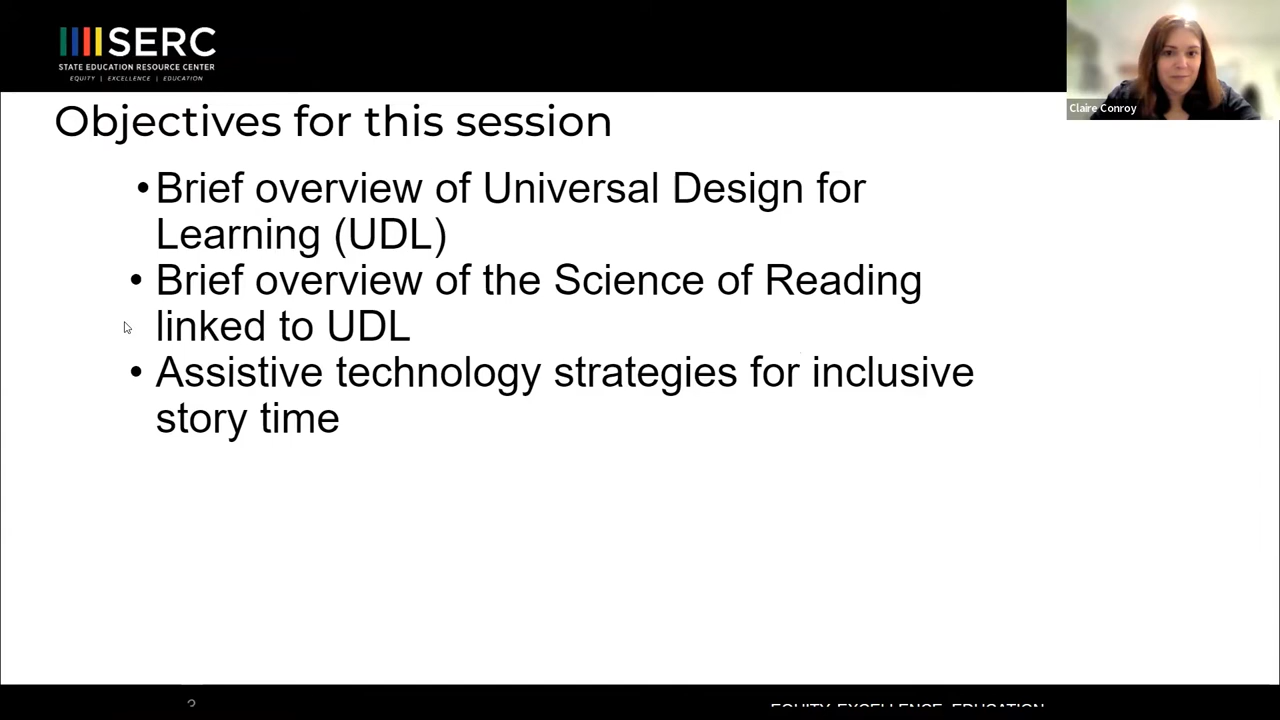 SERC
STATE EDUCATION RESOURCE CENTER
EQUITY | EXCELLENCE | EDUCATION
Claire Conroy
Objectives for this session
•Brief overview of Universal Design for
Learning (UDL)
• Brief overview of the Science of Reading
linked to UDL
• Assistive technology strategies for inclusive
story time
3
EQUITY. EXCELLENCE. EDUCATION.